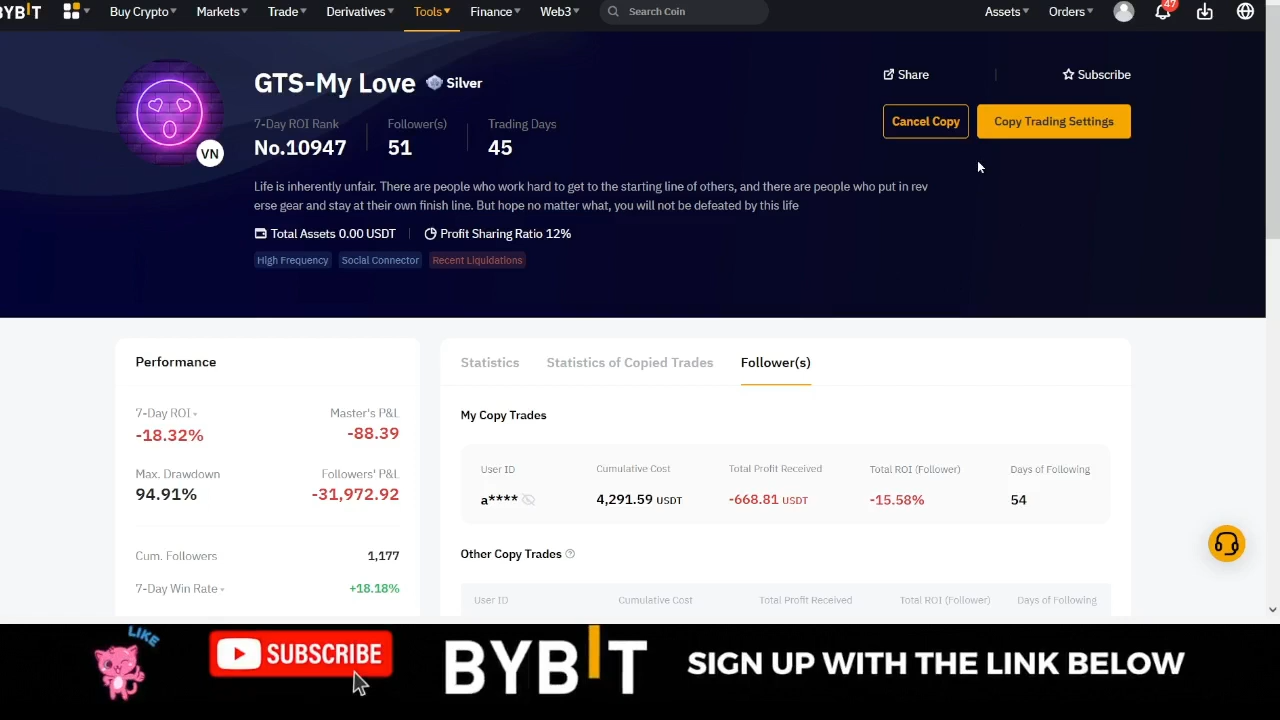 BYBIT Buy Crypto Markets Trade Derivatives Tools Finance Web3 Search Coin Assets Orders 47
GTS-My Love Silver
Share Subscribe
Cancel Copy Copy Trading Settings
7-Day ROI Rank Follower(s) Trading Days
No.10947 51 45
VN
Life is inherently unfair. There are people who work hard to get to the starting line of others, and there are people who put in rev
erse gear and stay at their own finish line. But hope no matter what, you will not be defeated by this life
Total Assets 0.00 USDT Profit Sharing Ratio 12%
High Frequency Social Connector Recent Liquidations
Performance
7-Day ROI Master's P&L
-18.32% -88.39
Max. Drawdown Followers' P&L
94.91% -31,972.92
Cum. Followers 1,177
7-Day Win Rate +18.18%
Statistics Statistics of Copied Trades Follower(s)
My Copy Trades
User ID Cumulative Cost Total Profit Received Total ROI (Follower) Days of Following
a**** 4,291.59 USDT -668.81 USDT -15.58% 54
Other Copy Trades
User ID Cumulative Cost Total Profit Received Total ROI (Follower) Days of Following
LIKE SUBSCRIBE BYBIT SIGN UP WITH THE LINK BELOW